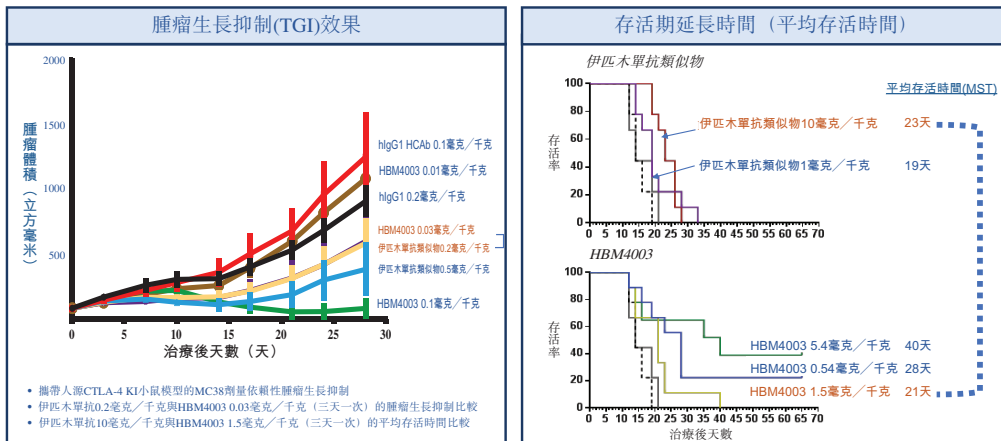 腫瘤生長抑制(TGI)效果
2000
1500
1000
500
腫瘤體積（立方毫米）
hIgG1 HCAb 0.1毫克／千克
HBM4003 0.01毫克／千克
hIgG1 0.2毫克／千克
HBM4003 0.03毫克／千克
伊匹木單抗類似物0.2毫克／千克
伊匹木單抗類似物0.5毫克／千克
HBM4003 0.1毫克／千克
0 5 10 15 20 25 30
治療後天數（天）
• 攜帶人源CTLA-4 KI小鼠模型的MC38劑量依賴性腫瘤生長抑制
• 伊匹木單抗0.2毫克／千克與HBM4003 0.03毫克／千克（三天一次）的腫瘤生長抑制比較
• 伊匹木單抗10毫克／千克與HBM4003 1.5毫克／千克（三天一次）的平均存活時間比較
存活期延長時間（平均存活時間）
伊匹木單抗類似物
平均存活時間(MST)
100
80
60
40
20
0
存活率
伊匹木單抗類似物10毫克／千克 23天
伊匹木單抗類似物1毫克／千克 19天
0 5 10 15 20 25 30 35 40 45 50 55 60 65 70
HBM4003
100
80
60
40
20
0
存活率
HBM4003 5.4毫克／千克 40天
HBM4003 0.54毫克／千克 28天
HBM4003 1.5毫克／千克 21天
0 5 10 15 20 25 30 35 40 45 50 55 60 65 70
治療後天數